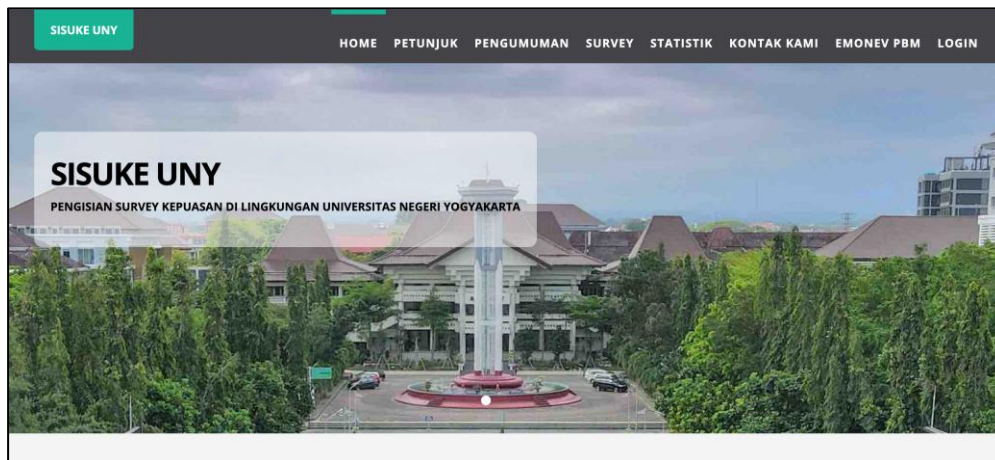 SISUKE UNY
HOME PETUNJUK PENGUMUMAN SURVEY STATISTIK KONTAK KAMI EMONEV PBM LOGIN
SISUKE UNY
PENGISIAN SURVEY KEPUASAN DI LINGKUNGAN UNIVERSITAS NEGERI YOGYAKARTA